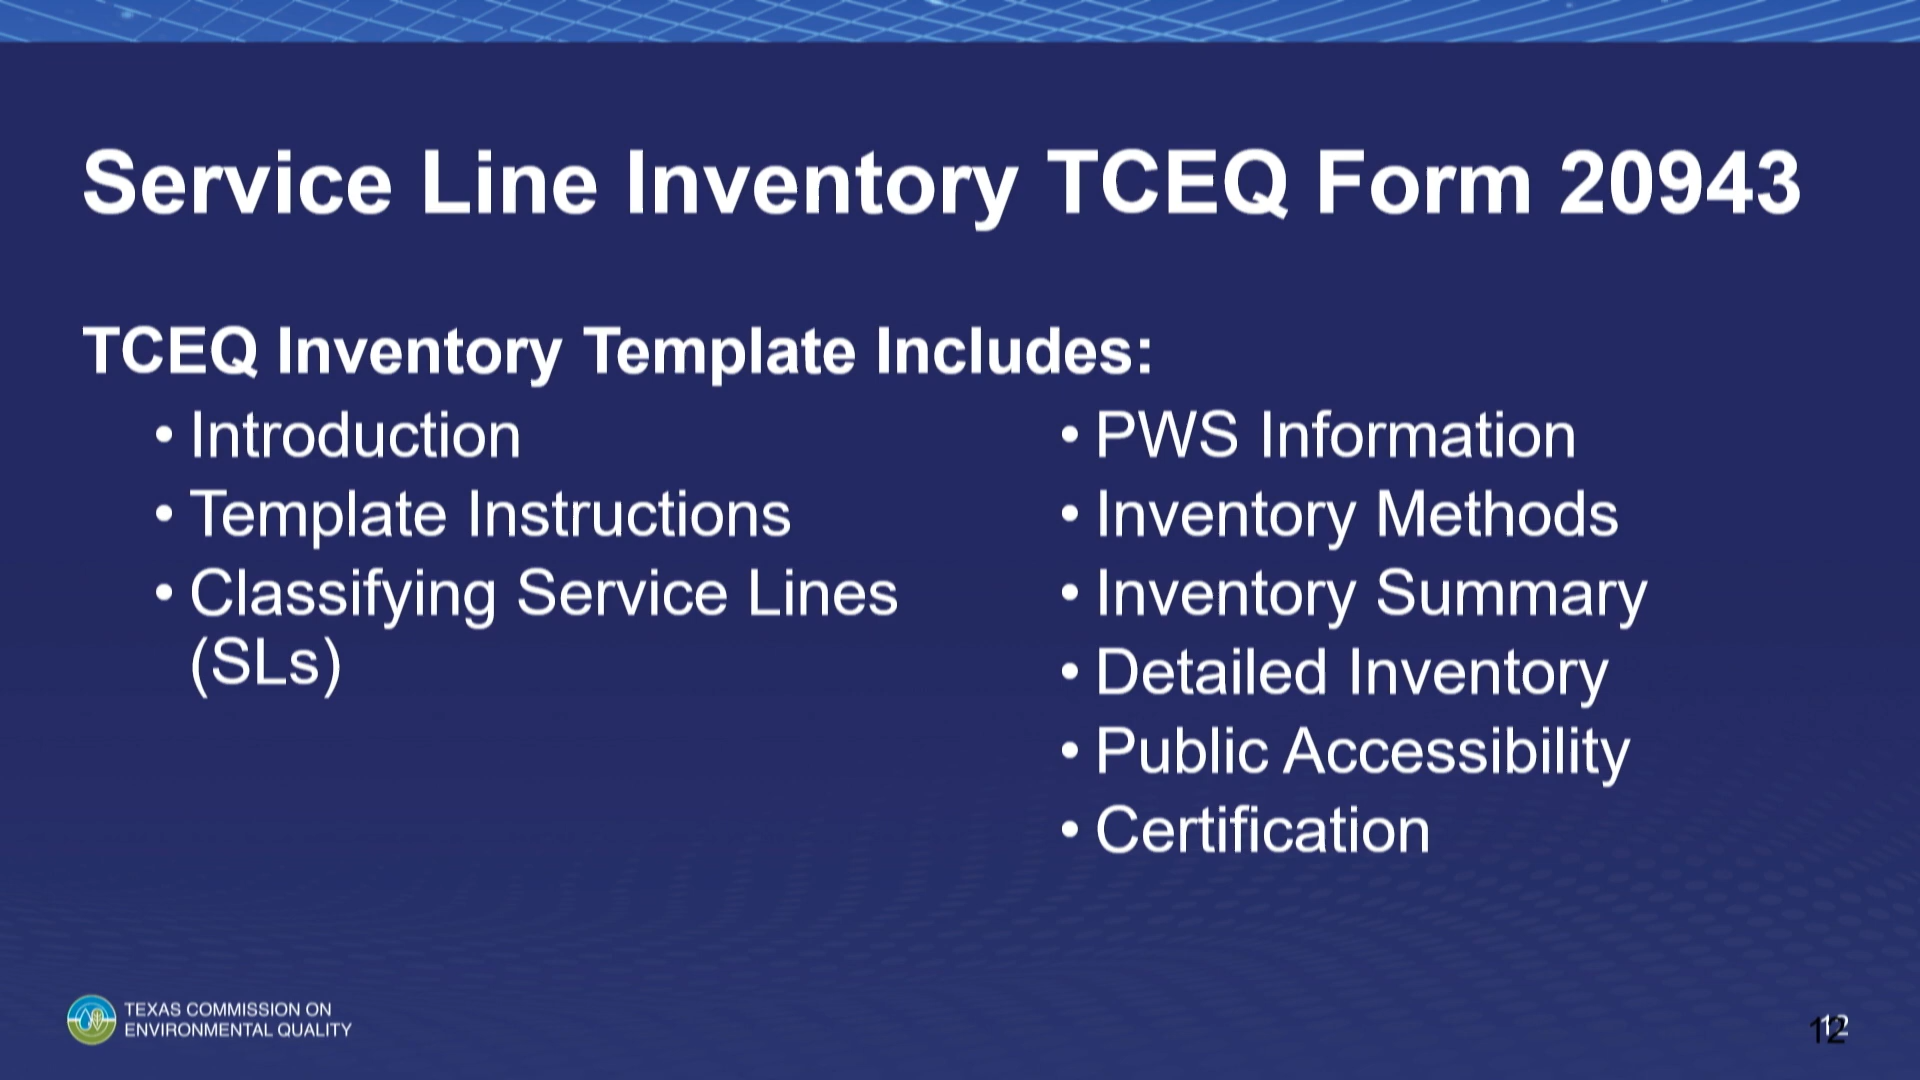 Service Line Inventory TCEQ Form 20943
TCEQ Inventory Template Includes:
• Introduction
• Template Instructions
• Classifying Service Lines
(SLs)
• PWS Information
• Inventory Methods
• Inventory Summary
• Detailed Inventory
• Public Accessibility
• Certification
TEXAS COMMISSION ON
ENVIRONMENTAL QUALITY
12
12